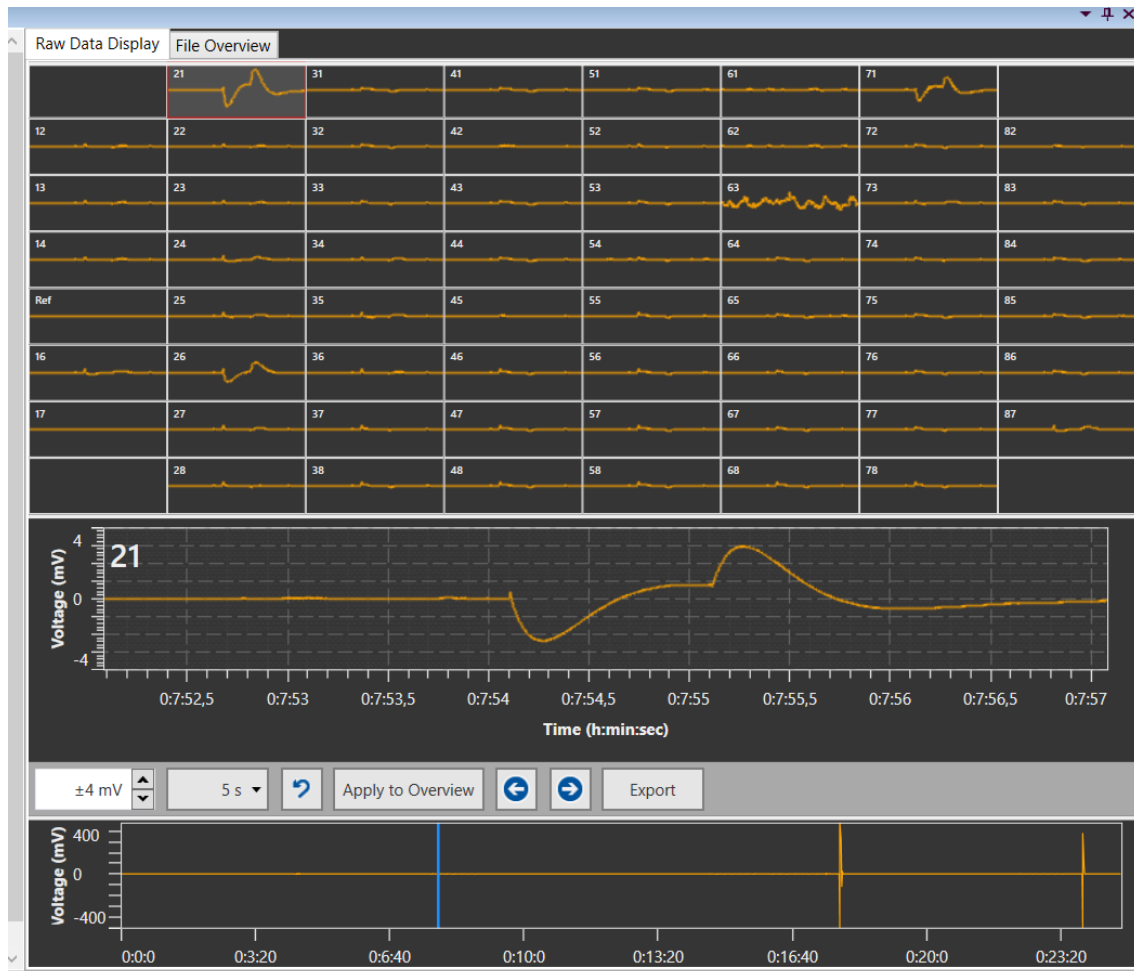 Raw Data Display File Overview
21 31 41 51 61 71
12 22 32 42 52 62 72 82
13 23 33 43 53 63 73 83
14 24 34 44 54 64 74 84
Ref 25 35 45 55 65 75 85
16 26 36 46 56 66 76 86
17 27 37 47 57 67 77 87
28 38 48 58 68 78
21
Voltage (mV)
4
0
-4
0:7:52,5 0:7:53 0:7:53,5 0:7:54 0:7:54,5 0:7:55 0:7:55,5 0:7:56 0:7:56,5 0:7:57
Time (h:min:sec)
±4 mV 5 s Apply to Overview Export
Voltage (mV)
400
0
-400
0:0:0 0:3:20 0:6:40 0:10:0 0:13:20 0:16:40 0:20:0 0:23:20